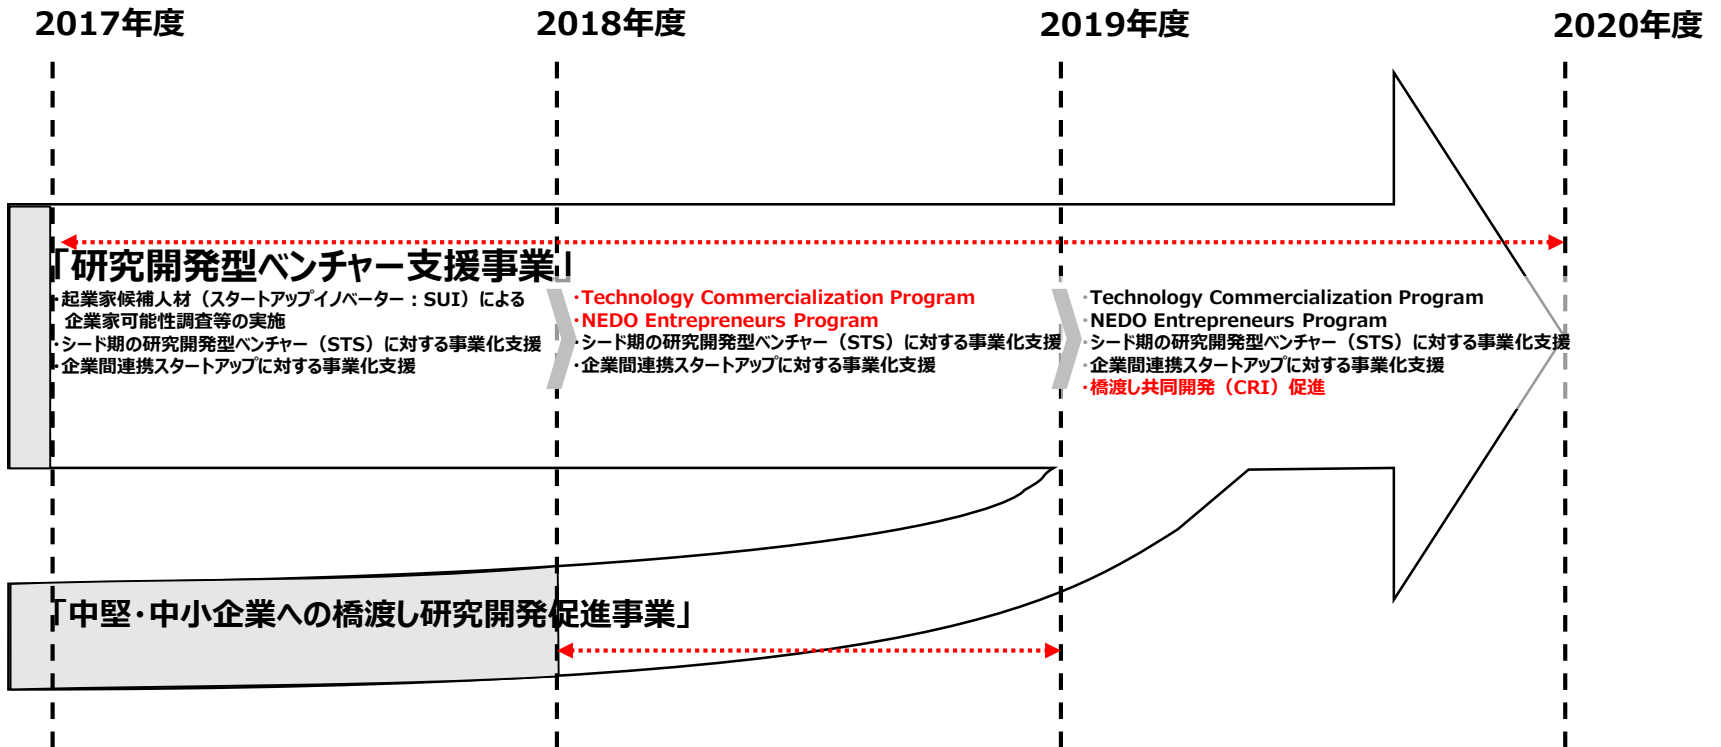 2017年度
2018年度
2019年度
2020年度
「研究開発型ベンチャー支援事業」
・起業家候補人材（スタートアップイノベーター：SUI）による
企業家可能性調査等の実施
・シード期の研究開発型ベンチャー（STS）に対する事業化支援
・企業間連携スタートアップに対する事業化支援
・Technology Commercialization Program
・NEDO Entrepreneurs Program
・シード期の研究開発型ベンチャー（STS）に対する事業化支援
・企業間連携スタートアップに対する事業化支援
・Technology Commercialization Program
・NEDO Entrepreneurs Program
・シード期の研究開発型ベンチャー（STS）に対する事業化支援
・企業間連携スタートアップに対する事業化支援
・橋渡し共同開発（CRI）促進
「中堅・中小企業への橋渡し研究開発促進事業」